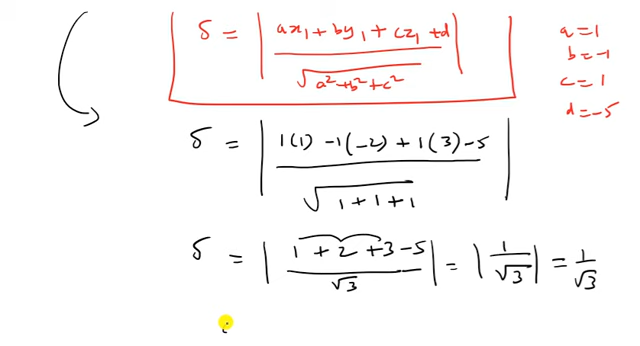 δ = | ax₁ + by₁ + cz₁ + d / √a²+b²+c² |
a = 1
b = -1
c = 1
d = -5
δ = | 1(1) -1(-2) + 1(3) -5 / √1+1+1 |
δ = | 1 + 2 + 3 - 5 / √3 | = | 1/√3 | = 1/√3